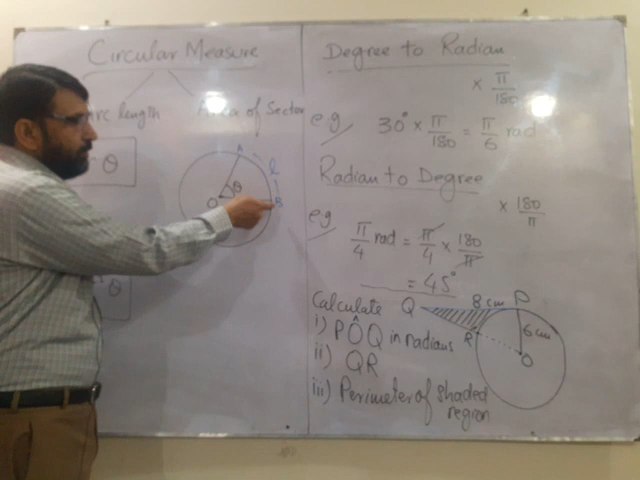 Circular Measure
arc length
Area of Sector
θ
θ
A
l
B
θ
O
Degree to Radian
× π/180
e.g
30° × π/180 = π/6 rad
Radian to Degree
× 180/π
e.g
π/4 rad = π/4 × 180/π
= 45°
Calculate
i) PÔQ in radians
ii) QR
iii) Perimeter of shaded
region
Q
8 cm
P
R
6 cm
O